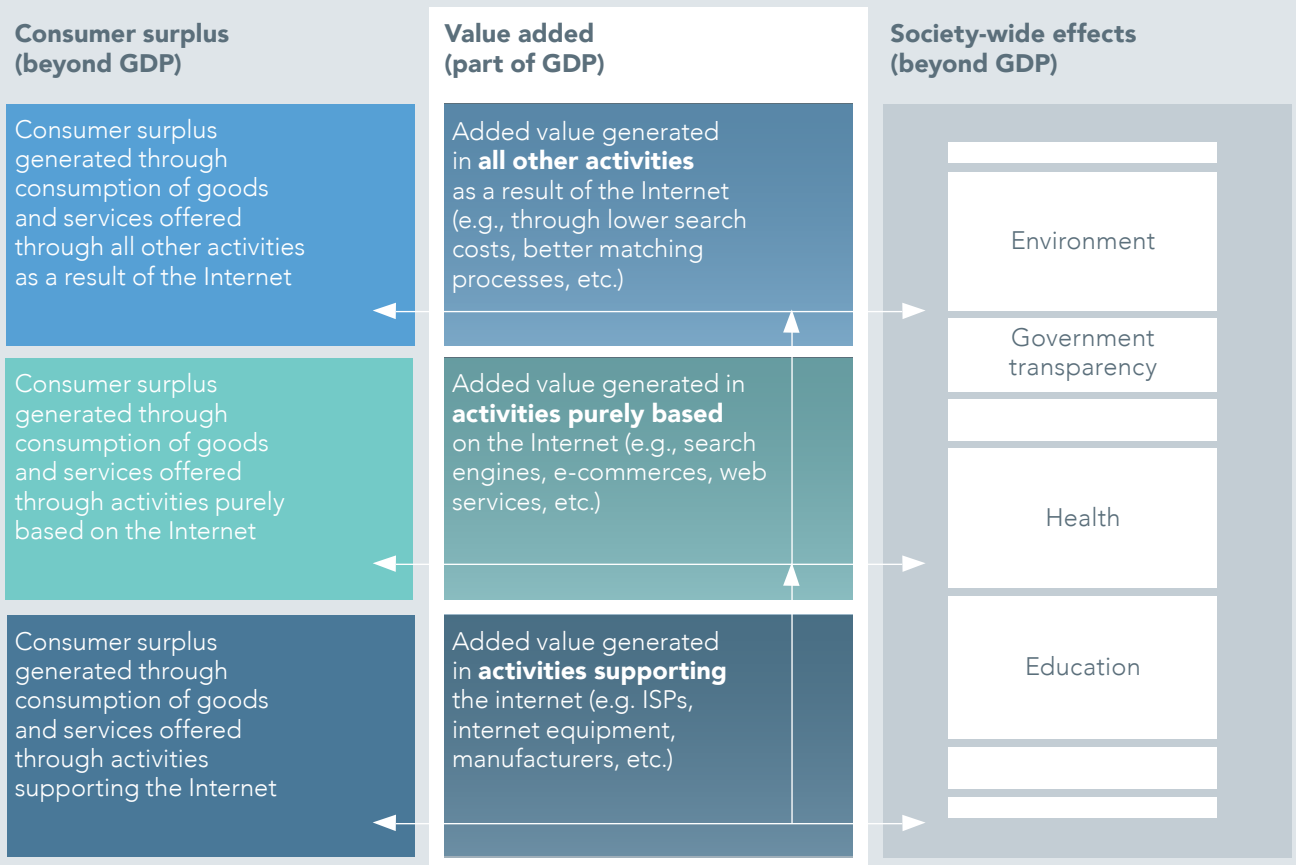 Consumer surplus
(beyond GDP)
Consumer surplus
generated through
consumption of goods
and services offered
through all other activities
as a result of the Internet
Consumer surplus
generated through
consumption of goods
and services offered
through activities purely
based on the Internet
Consumer surplus
generated through
consumption of goods
and services offered
through activities
supporting the Internet
Value added
(part of GDP)
Added value generated
in all other activities
as a result of the Internet
(e.g., through lower search
costs, better matching
processes, etc.)
Added value generated in
activities purely based
on the Internet (e.g., search
engines, e-commerces, web
services, etc.)
Added value generated
in activities supporting
the internet (e.g. ISPs,
internet equipment,
manufacturers, etc.)
Society-wide effects
(beyond GDP)
Environment
Government
transparency
Health
Education